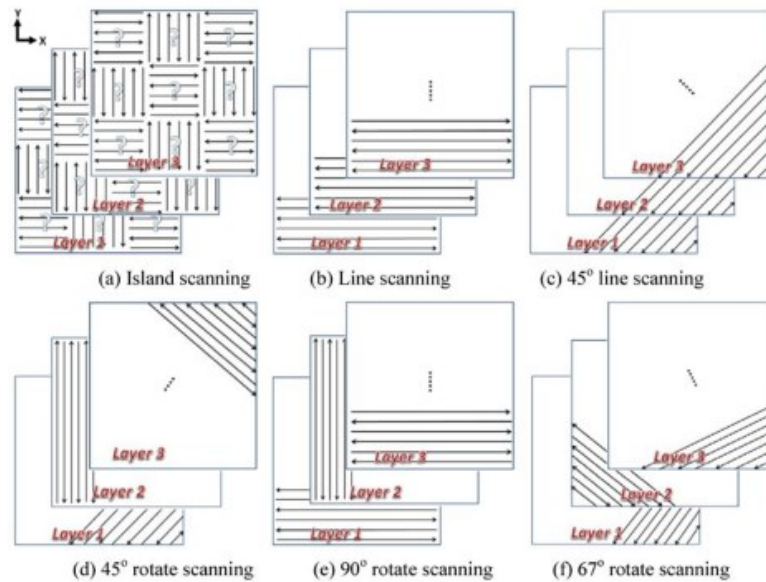 Y
X
? ? ?
? ? ?
? ? ?
Layer 3
Layer 2
Layer 1
(a) Island scanning
Layer 3
Layer 2
Layer 1
(b) Line scanning
Layer 3
Layer 2
Layer 1
(c) 45° line scanning
Layer 3
Layer 2
Layer 1
(d) 45° rotate scanning
Layer 3
Layer 2
Layer 1
(e) 90° rotate scanning
Layer 3
Layer 2
Layer 1
(f) 67° rotate scanning